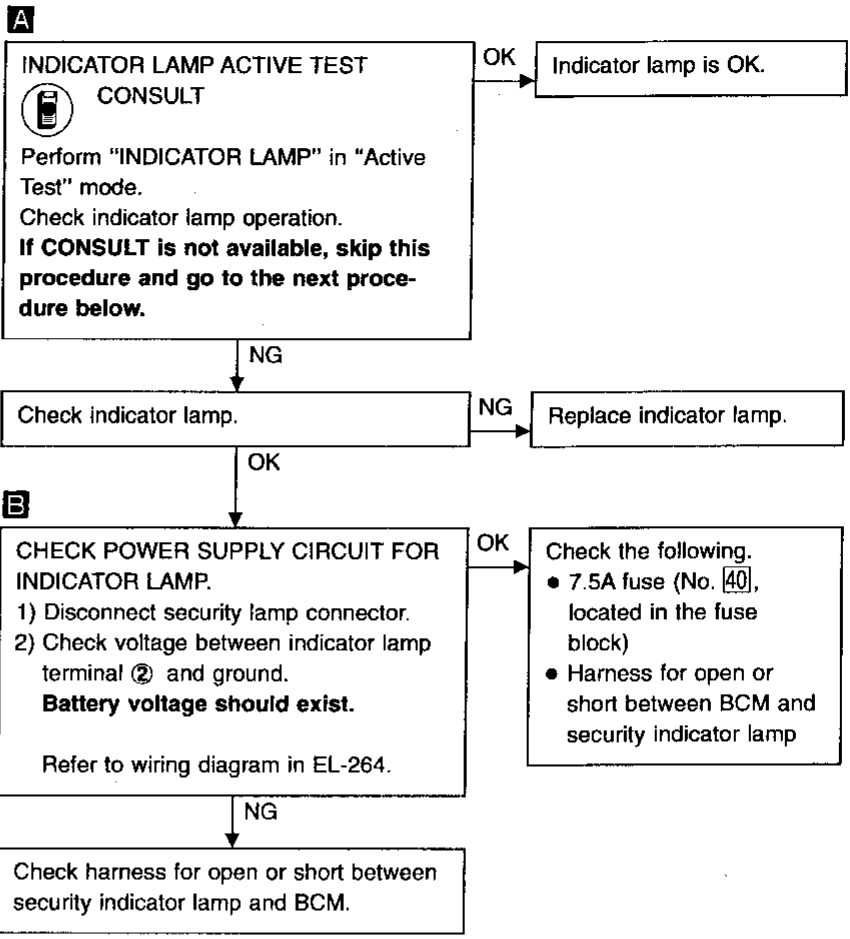 A
INDICATOR LAMP ACTIVE TEST
CONSULT
Perform "INDICATOR LAMP" in "Active
Test" mode.
Check indicator lamp operation.
If CONSULT is not available, skip this
procedure and go to the next proce-
dure below.
OK
Indicator lamp is OK.
NG
Check indicator lamp.
NG
Replace indicator lamp.
OK
B
CHECK POWER SUPPLY CIRCUIT FOR
INDICATOR LAMP.
1) Disconnect security lamp connector.
2) Check voltage between indicator lamp
terminal ② and ground.
Battery voltage should exist.
Refer to wiring diagram in EL-264.
OK
Check the following.
● 7.5A fuse (No. 40,
located in the fuse
block)
● Harness for open or
short between BCM and
security indicator lamp
NG
Check harness for open or short between
security indicator lamp and BCM.